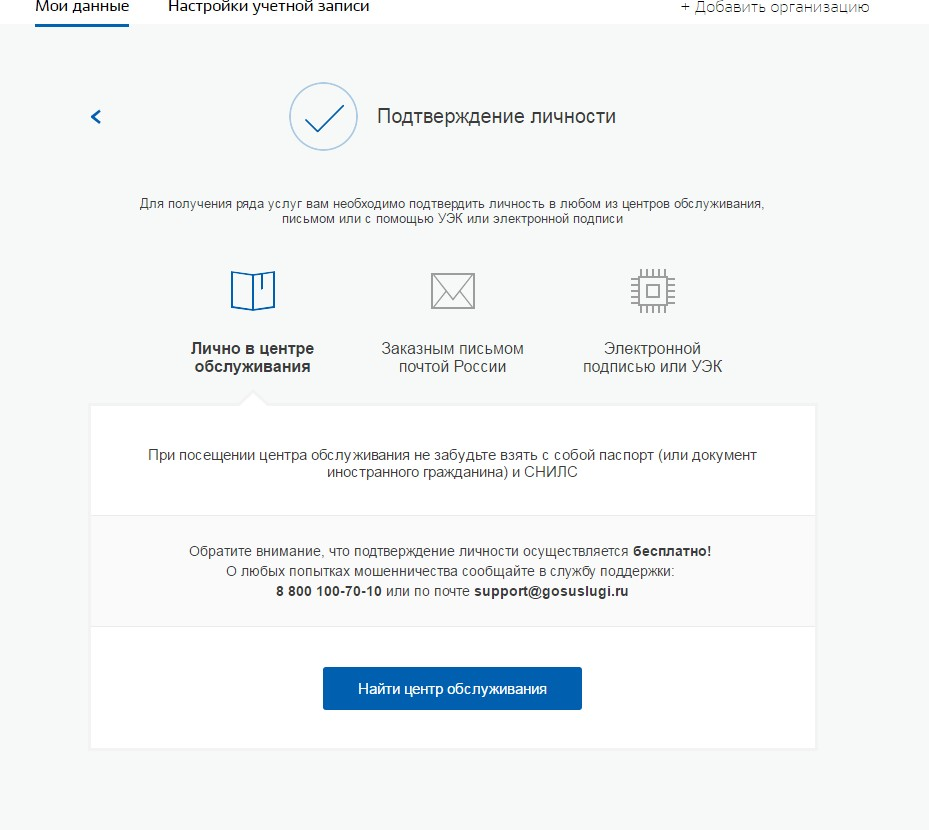 Мои данные
Настройки учетной записи
+ Добавить организацию
Подтверждение личности
Для получения ряда услуг вам необходимо подтвердить личность в любом из центров обслуживания,
письмом или с помощью УЭК или электронной подписи
Лично в центре
обслуживания
Заказным письмом
почтой России
Электронной
подписью или УЭК
При посещении центра обслуживания не забудьте взять с собой паспорт (или документ
иностранного гражданина) и СНИЛС
Обратите внимание, что подтверждение личности осуществляется бесплатно!
О любых попытках мошенничества сообщайте в службу поддержки:
8 800 100-70-10 или по почте support@gosuslugi.ru
Найти центр обслуживания